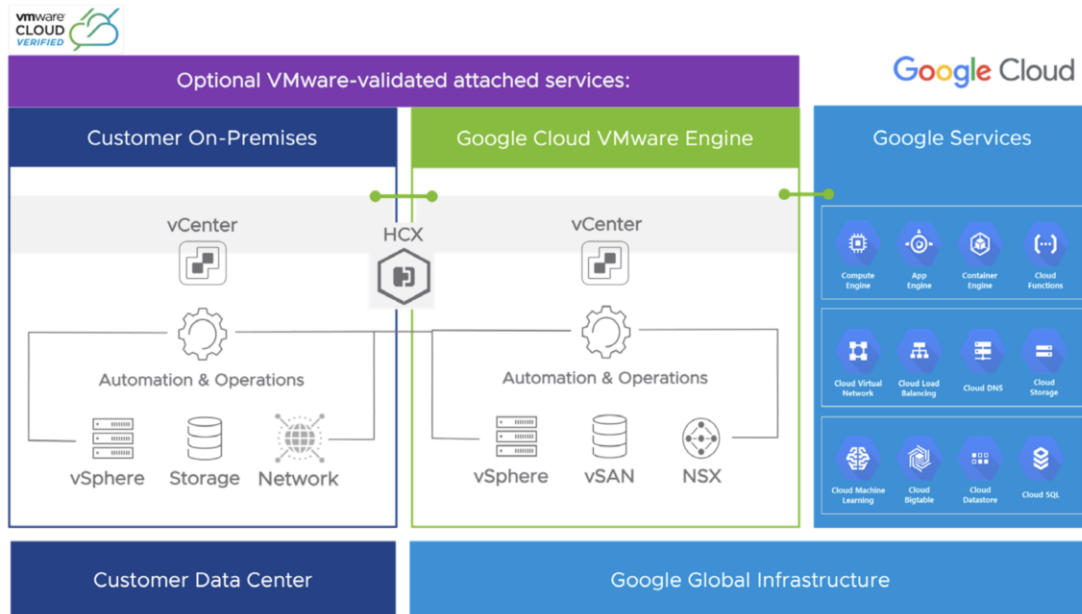 vmware
CLOUD
VERIFIED
Google Cloud
Optional VMware-validated attached services:
Customer On-Premises
Google Cloud VMware Engine
Google Services
vCenter
HCX
vCenter
Automation & Operations
Automation & Operations
vSphere
Storage
Network
vSphere
vSAN
NSX
Compute
Engine
App
Engine
Container
Engine
Cloud
Functions
Cloud Virtual
Network
Cloud Load
Balancing
Cloud DNS
Cloud
Storage
Cloud Machine
Learning
Cloud
Bigtable
Cloud
Datastore
Cloud SQL
Customer Data Center
Google Global Infrastructure